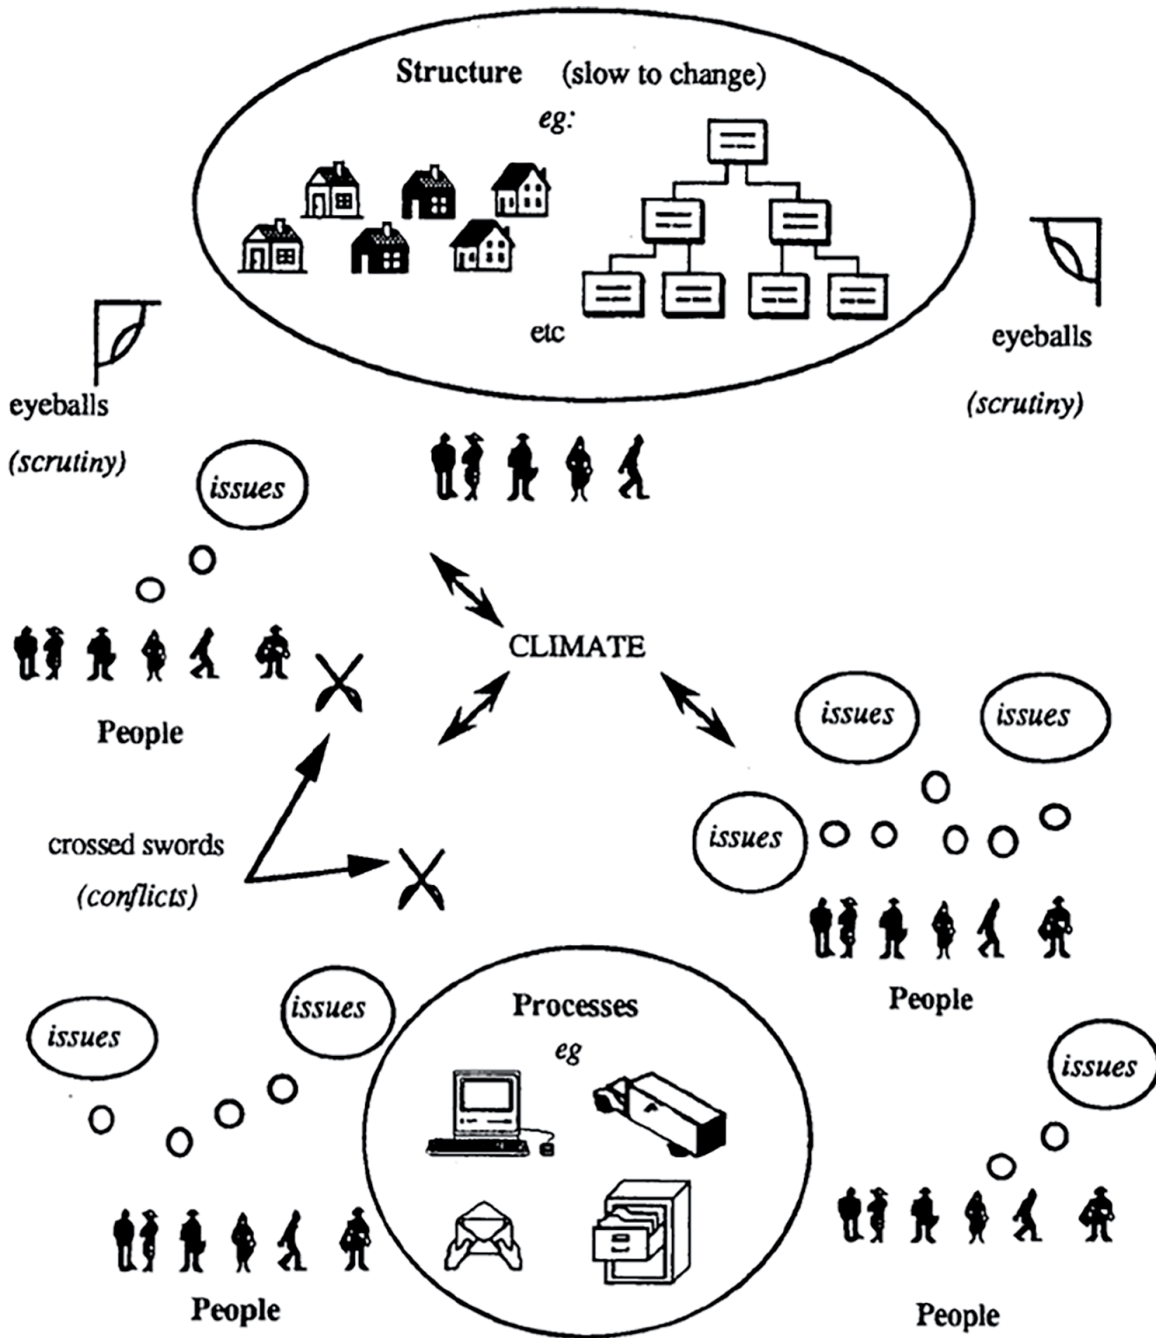 Structure (slow to change)
eg:
etc
eyeballs
(scrutiny)
eyeballs
(scrutiny)
issues
People
CLIMATE
crossed swords
(conflicts)
issues
issues
issues
People
issues
issues
People
Processes
eg
issues
People